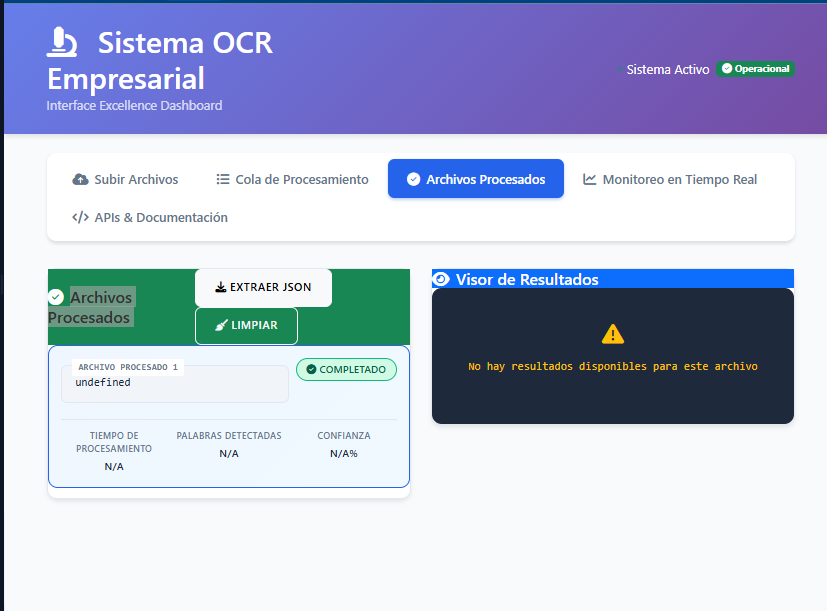 Sistema OCR
Empresarial
Interface Excellence Dashboard
Sistema Activo Operacional
Subir Archivos Cola de Procesamiento Archivos Procesados Monitoreo en Tiempo Real
APIs & Documentación
Archivos
Procesados
EXTRAER JSON
LIMPIAR
ARCHIVO PROCESADO 1
undefined
COMPLETADO
TIEMPO DE
PROCESAMIENTO
N/A
PALABRAS DETECTADAS
N/A
CONFIANZA
N/A%
Visor de Resultados
No hay resultados disponibles para este archivo